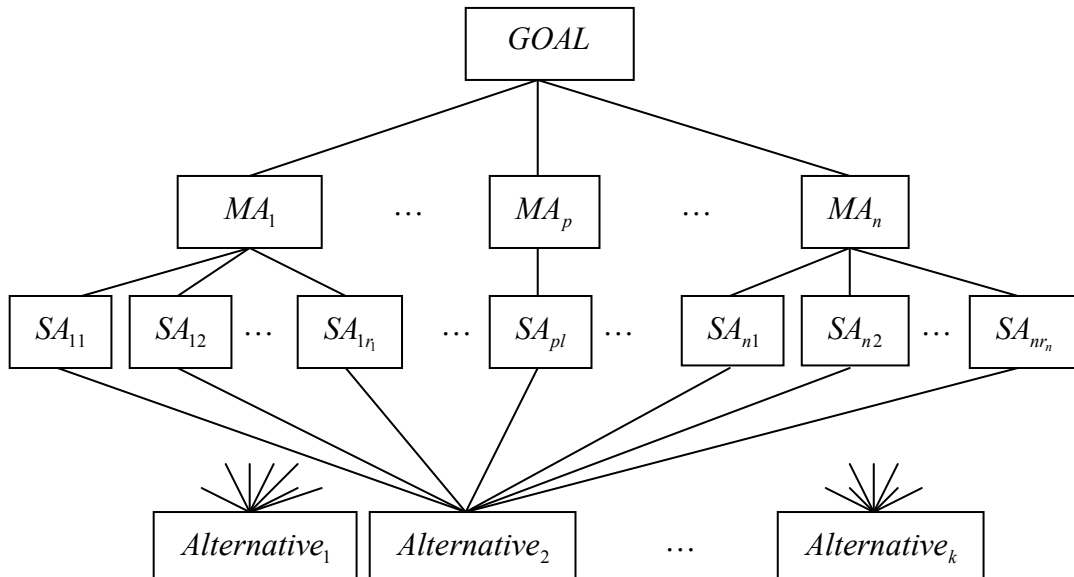 GOAL
MA₁ ... MAₚ ... MAₙ
SA₁₁ SA₁₂ ... SA₁ᵣ₁ ... SAₚₗ ... SAₙ₁ SAₙ₂ ... SAₙᵣₙ
Alternative₁ Alternative₂ ... Alternativeₖ